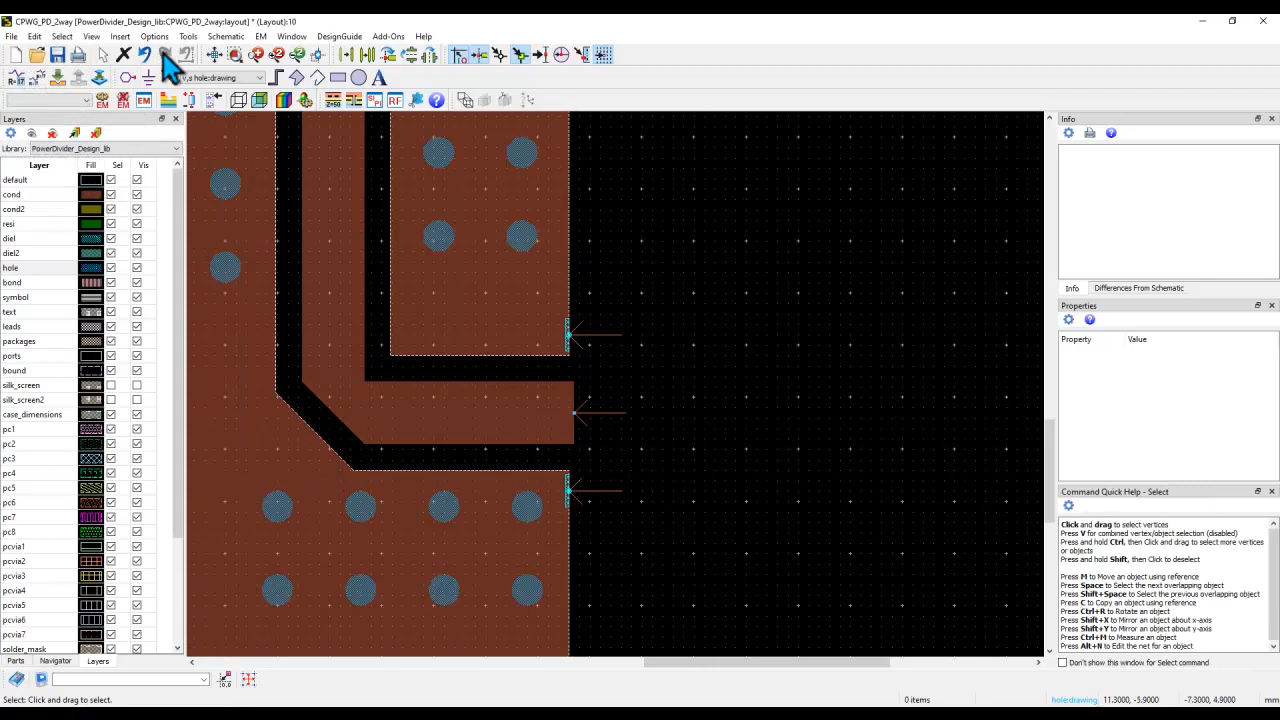 CPWG_PD_2way [PowerDivider_Design_lib:CPWG_PD_2way:layout] * (Layout):10
File Edit Select View Insert Options Tools Schematic EM Window DesignGuide Add-Ons Help
v,s hole:drawing
EM EM EM Z=50 SI|PI RF
Layers
Library: PowerDivider_Design_lib
Layer Fill Sel Vis
default
cond
cond2
resi
diel
diel2
hole
bond
symbol
text
leads
packages
ports
bound
silk_screen
silk_screen2
case_dimensions
pc1
pc2
pc3
pc4
pc5
pc6
pc7
pc8
pcvia1
pcvia2
pcvia3
pcvia4
pcvia5
pcvia6
pcvia7
solder_mask
Parts Navigator Layers
Info
Info Differences From Schematic
Properties
Property Value
Command Quick Help - Select
Click and drag to select vertices
Press V for combined vertex/object selection (disabled)
Press and hold Ctrl, then Click and drag to select more vertices
or objects
Press and hold Shift, then Click to deselect
Press M to Move an object using reference
Press Space to Select the next overlapping object
Press Shift+Space to Select the previous overlapping object
Press C to Copy an object using reference
Press Ctrl+R to Rotate an object
Press Shift+X to Mirror an object about x-axis
Press Shift+Y to Mirror an object about y-axis
Press Ctrl+M to Measure an object
Press Alt+N to Edit the net for an object
Don't show this window for Select command
Select: Click and drag to select. 0 items hole:drawing 11.3000, -5.9000 -7.3000, 4.9000 mm